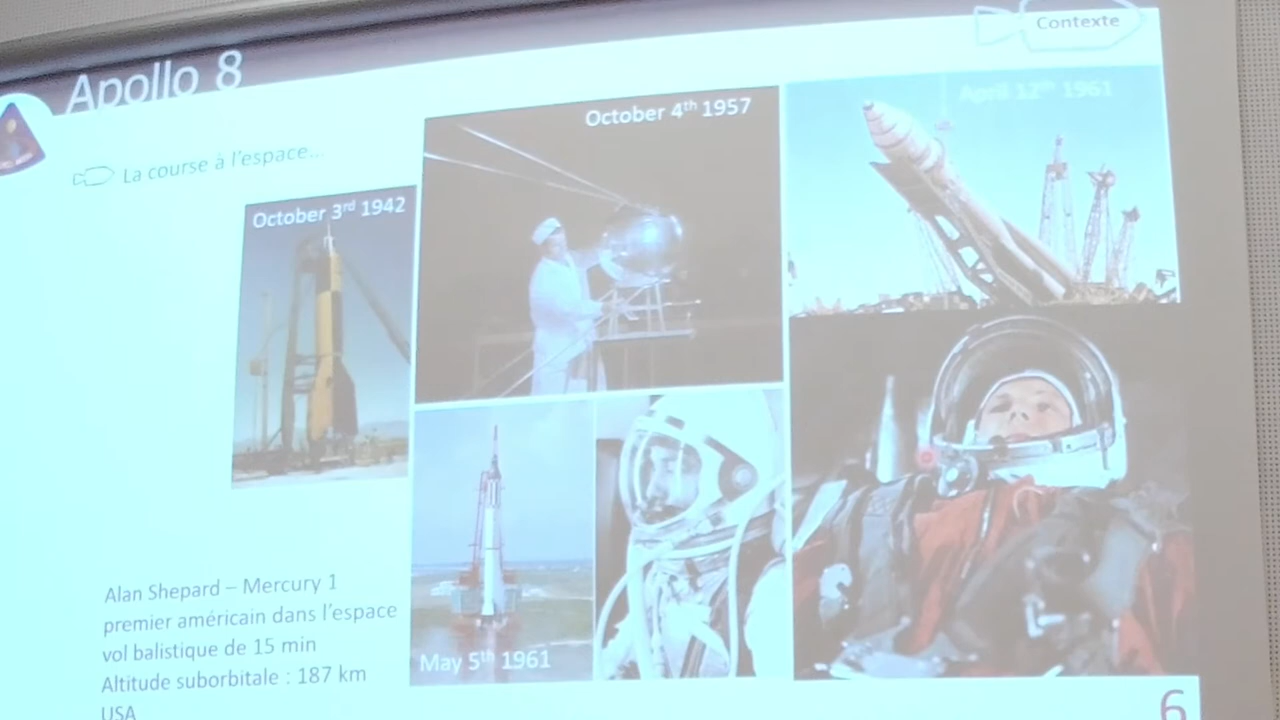 Contexte
Apollo 8
La course à l'espace...
October 3rd 1942
October 4th 1957
April 12th 1961
May 5th 1961
Alan Shepard – Mercury 1
premier américain dans l'espace
vol balistique de 15 min
Altitude suborbitale : 187 km
USA
6